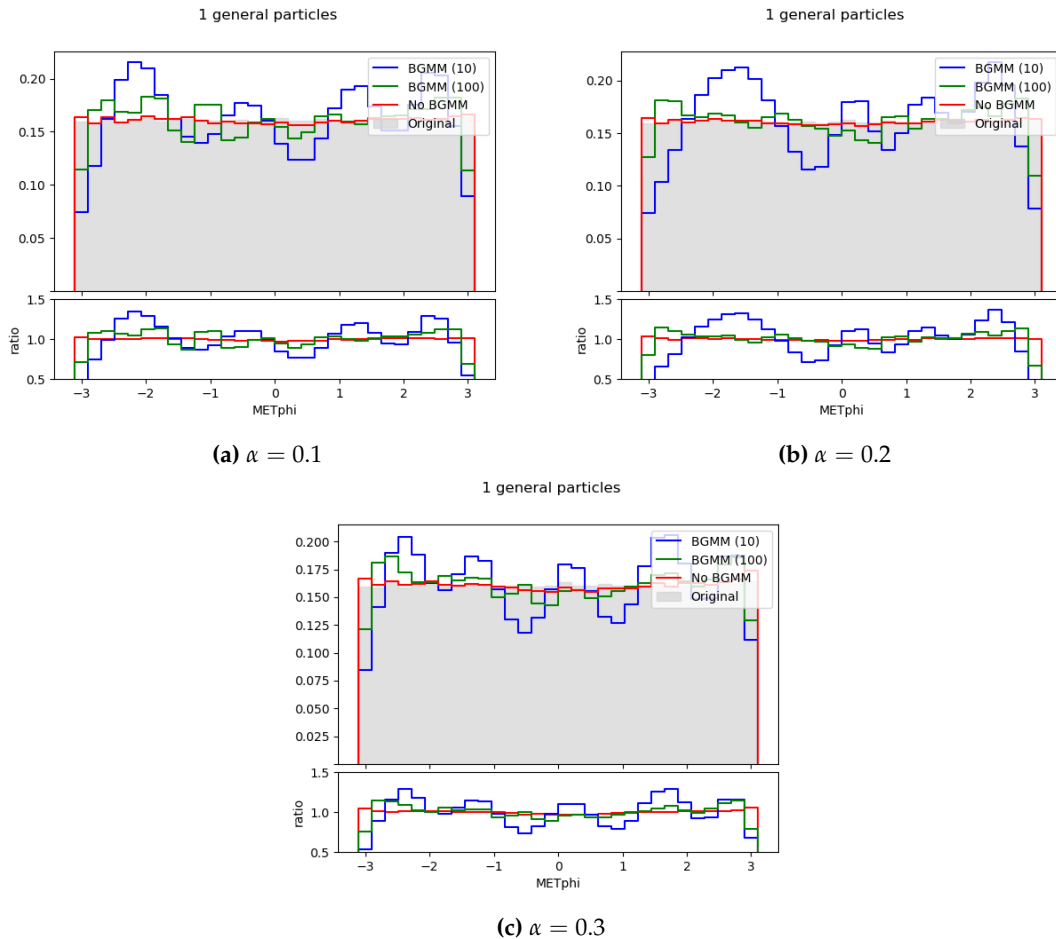 1 general particles
0.20
0.15
0.10
0.05
BGMM (10)
BGMM (100)
No BGMM
Original
1.5
1.0
0.5
ratio
−3 −2 −1 0 1 2 3
METphi
(a) α = 0.1
1 general particles
0.20
0.15
0.10
0.05
BGMM (10)
BGMM (100)
No BGMM
Original
1.5
1.0
0.5
ratio
−3 −2 −1 0 1 2 3
METphi
(b) α = 0.2
1 general particles
0.200
0.175
0.150
0.125
0.100
0.075
0.050
0.025
BGMM (10)
BGMM (100)
No BGMM
Original
1.5
1.0
0.5
ratio
−3 −2 −1 0 1 2 3
METphi
(c) α = 0.3